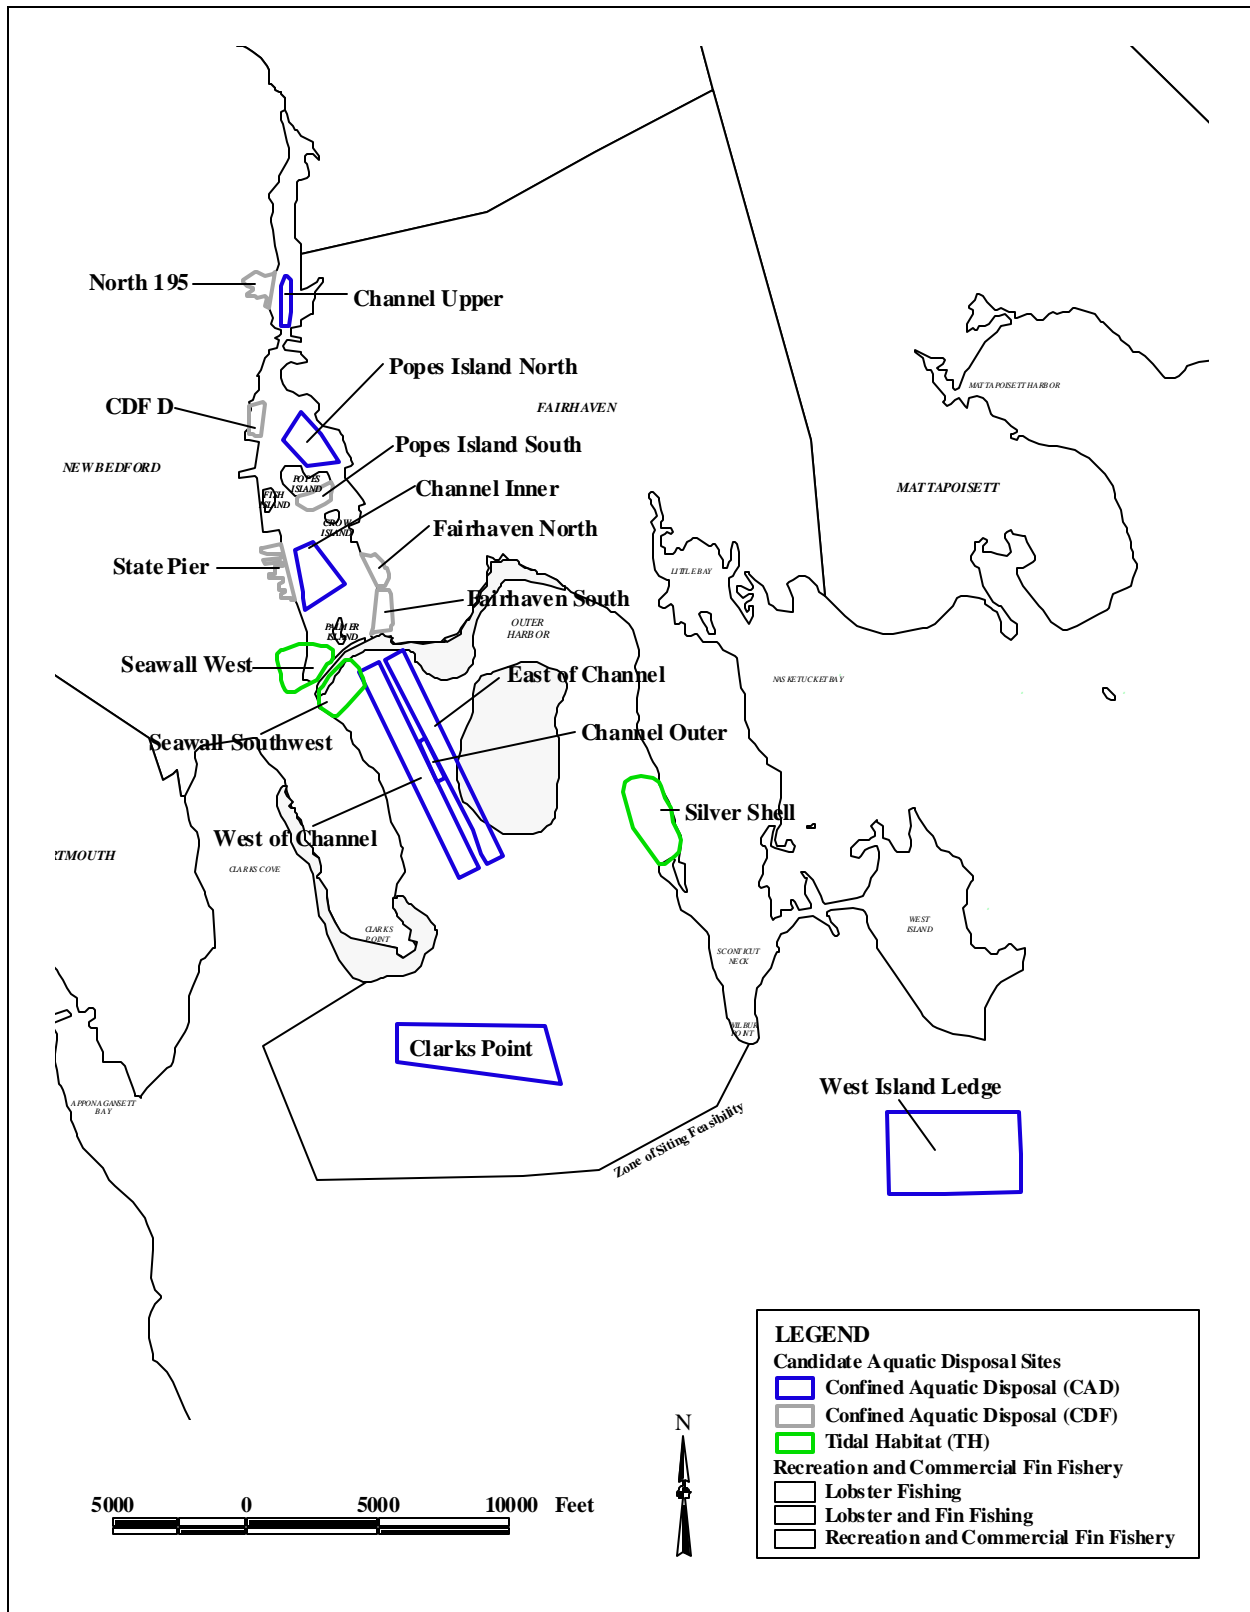 North 195
Channel Upper
Popes Island North
CDF D
FAIRHAVEN
MATTAPOISETT HARBOR
Popes Island South
NEW BEDFORD
POPES
ISLAND
Channel Inner
MATTAPOISETT
FISH
ISLAND
CROW
ISLAND
Fairhaven North
State Pier
LITTLE BAY
Fairhaven South
PALMER
ISLAND
OUTER
HARBOR
Seawall West
East of Channel
NASKETUCKET BAY
Seawall Southwest
Channel Outer
Silver Shell
West of Channel
RTMOUTH
CLARKS COVE
CLARKS
POINT
WEST
ISLAND
SCONTICUT
NECK
WILBUR
POINT
Clarks Point
West Island Ledge
APPONAGANSETT
BAY
Zone of Siting Feasibility
LEGEND
Candidate Aquatic Disposal Sites
Confined Aquatic Disposal (CAD)
Confined Aquatic Disposal (CDF)
Tidal Habitat (TH)
Recreation and Commercial Fin Fishery
Lobster Fishing
Lobster and Fin Fishing
Recreation and Commercial Fin Fishery
N
5000 0 5000 10000 Feet